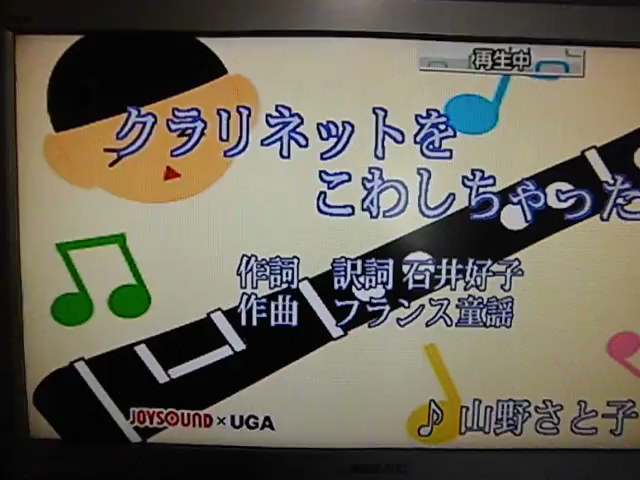 再生中
クラリネットを
こわしちゃった
作詞 訳詞 石井好子
作曲 フランス童謡
♪ 山野さと子
JOYSOUND×UGA